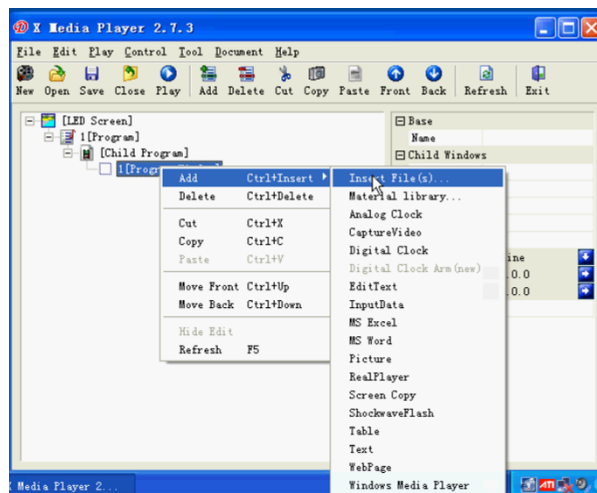 X Media Player 2.7.3
File Edit Play Control Tool Document Help
New Open Save Close Play Add Delete Cut Copy Paste Front Back Refresh Exit
[LED Screen]
1[Program]
[Child Program]
1[Progr
Base
Name
Child Windows
ine
.0.0
.0.0
Add Ctrl+Insert
Delete Ctrl+Delete
Cut Ctrl+X
Copy Ctrl+C
Paste Ctrl+V
Move Front Ctrl+Up
Move Back Ctrl+Down
Hide Edit
Refresh F5
Insert File(s)...
Material library...
Analog Clock
CaptureVideo
Digital Clock
Digital Clock Arm(new)
EditText
InputData
MS Excel
MS Word
Picture
RealPlayer
Screen Copy
ShockwaveFlash
Table
Text
WebPage
Windows Media Player
Media Player 2...
ATI